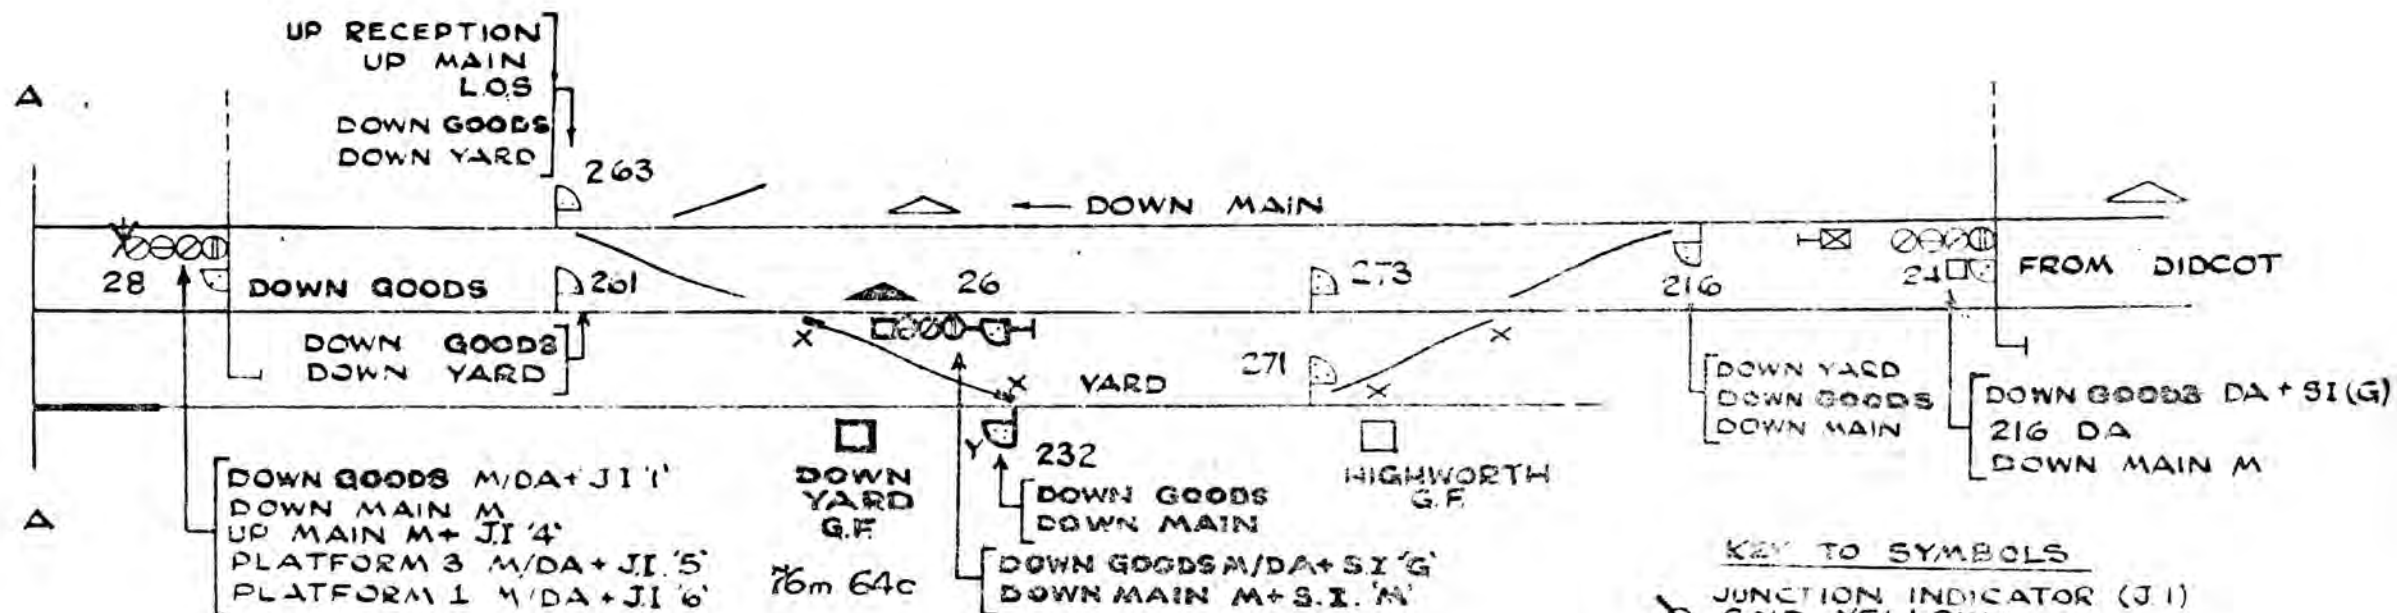 UP RECEPTION
UP MAIN
L.O.S
DOWN GOODS
DOWN YARD
A
263
DOWN MAIN
28
DOWN GOODS
261
26
273
216
21
FROM DIDCOT
DOWN GOODS
DOWN YARD
X
X
YARD
271
X
X
DOWN YARD
DOWN GOODS
DOWN MAIN
DOWN GOODS DA + SI (G)
216 DA
DOWN MAIN M
A
DOWN GOODS M/DA + J.I '1'
DOWN MAIN M
UP MAIN M + J.I '4'
PLATFORM 3 M/DA + J.I. '5'
PLATFORM 1 M/DA + J.I '6'
DOWN
YARD
G.F.
76m 64c
Y
232
DOWN GOODS
DOWN MAIN
HIGHWORTH
G.F.
DOWN GOODS M/DA + S.I 'G'
DOWN MAIN M + S.I. 'M'
KEY TO SYMBOLS
JUNCTION INDICATOR (J.I)